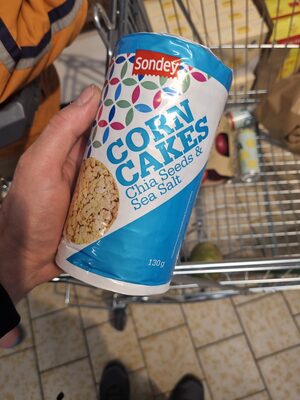 Sondey
CORN
CAKES
Chia Seeds &
Sea Salt
130g